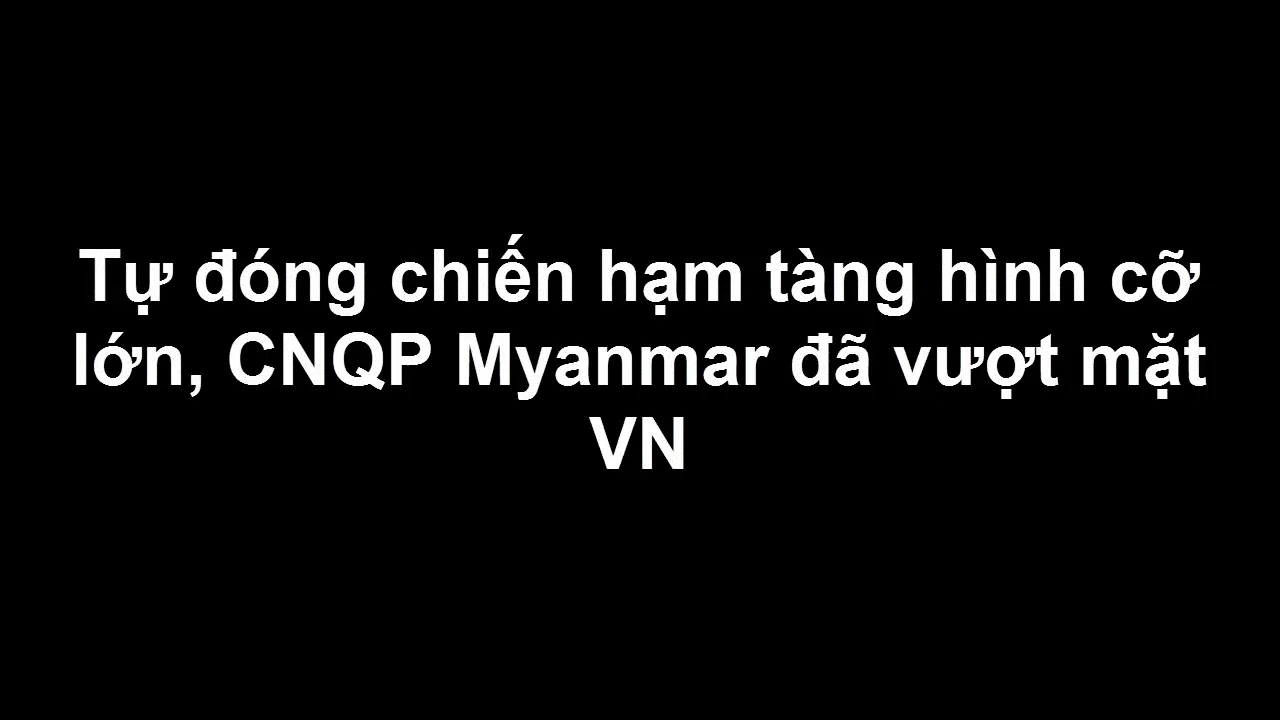 Tự đóng chiến hạm tàng hình cỡ
lớn, CNQP Myanmar đã vượt mặt
VN